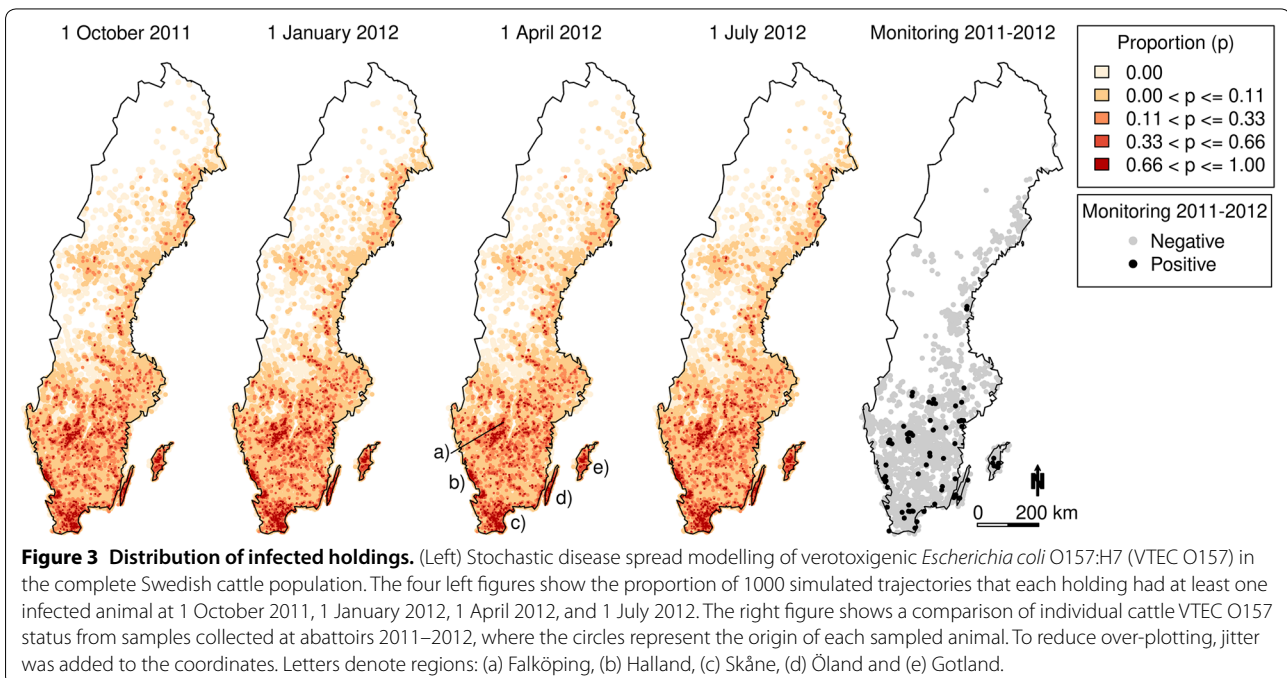 1 October 2011
1 January 2012
1 April 2012
1 July 2012
Monitoring 2011-2012
Proportion (p)
0.00
0.00 < p <= 0.11
0.11 < p <= 0.33
0.33 < p <= 0.66
0.66 < p <= 1.00
Monitoring 2011-2012
Negative
Positive
a)
b)
c)
d)
e)
N
0 200 km
Figure 3 Distribution of infected holdings. (Left) Stochastic disease spread modelling of verotoxigenic Escherichia coli O157:H7 (VTEC O157) in
the complete Swedish cattle population. The four left figures show the proportion of 1000 simulated trajectories that each holding had at least one
infected animal at 1 October 2011, 1 January 2012, 1 April 2012, and 1 July 2012. The right figure shows a comparison of individual cattle VTEC O157
status from samples collected at abattoirs 2011–2012, where the circles represent the origin of each sampled animal. To reduce over-plotting, jitter
was added to the coordinates. Letters denote regions: (a) Falköping, (b) Halland, (c) Skåne, (d) Öland and (e) Gotland.